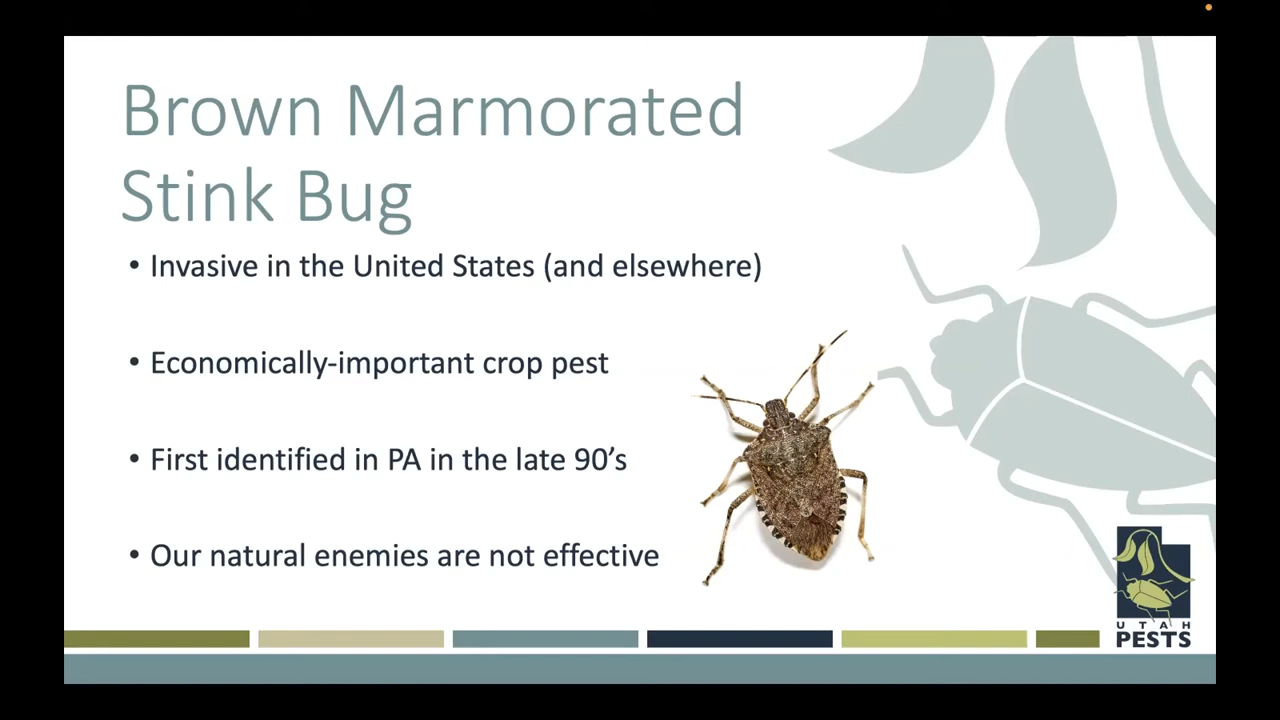 Brown Marmorated
Stink Bug
• Invasive in the United States (and elsewhere)
• Economically-important crop pest
• First identified in PA in the late 90’s
• Our natural enemies are not effective
UTAH
PESTS